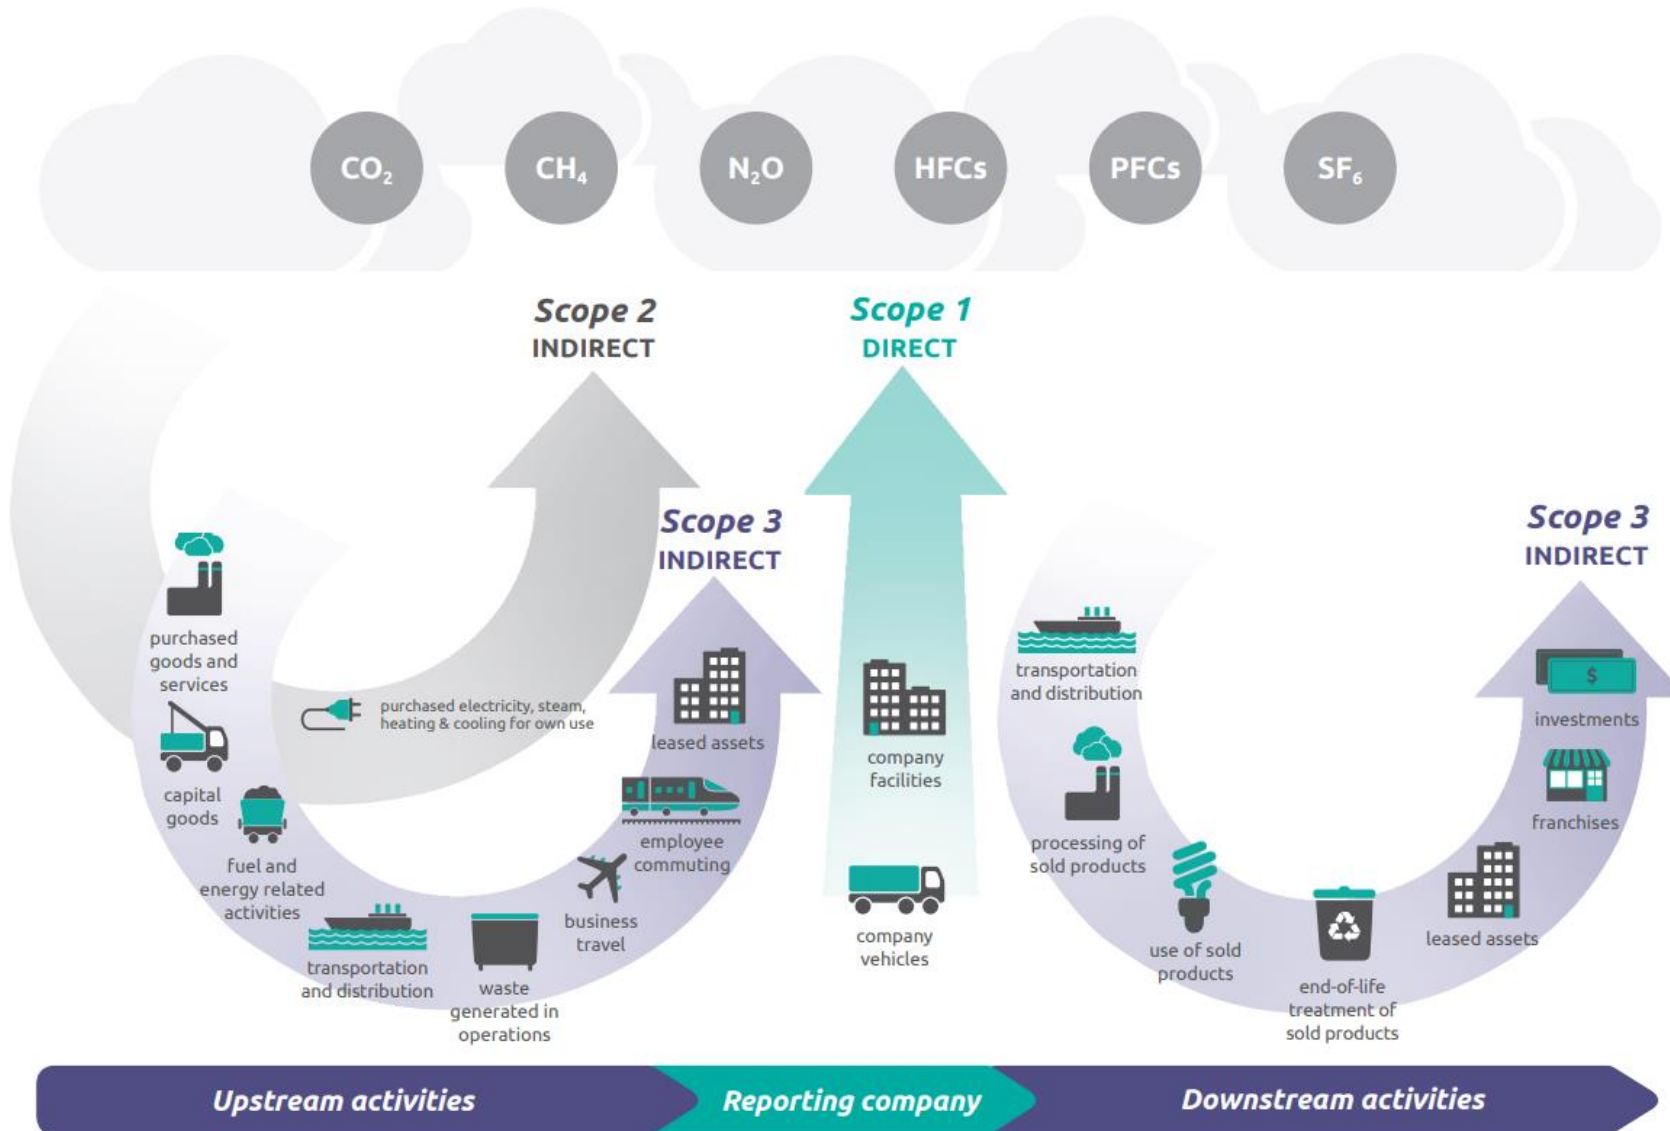 CO₂
CH₄
N₂O
HFCs
PFCs
SF₆
Scope 2
INDIRECT
Scope 1
DIRECT
Scope 3
INDIRECT
Scope 3
INDIRECT
purchased
goods and
services
capital
goods
fuel and
energy related
activities
transportation
and distribution
waste
generated in
operations
business
travel
employee
commuting
leased assets
purchased electricity, steam,
heating & cooling for own use
company
facilities
company
vehicles
transportation
and distribution
processing of
sold products
use of sold
products
end-of-life
treatment of
sold products
leased assets
franchises
$
investments
Upstream activities
Reporting company
Downstream activities